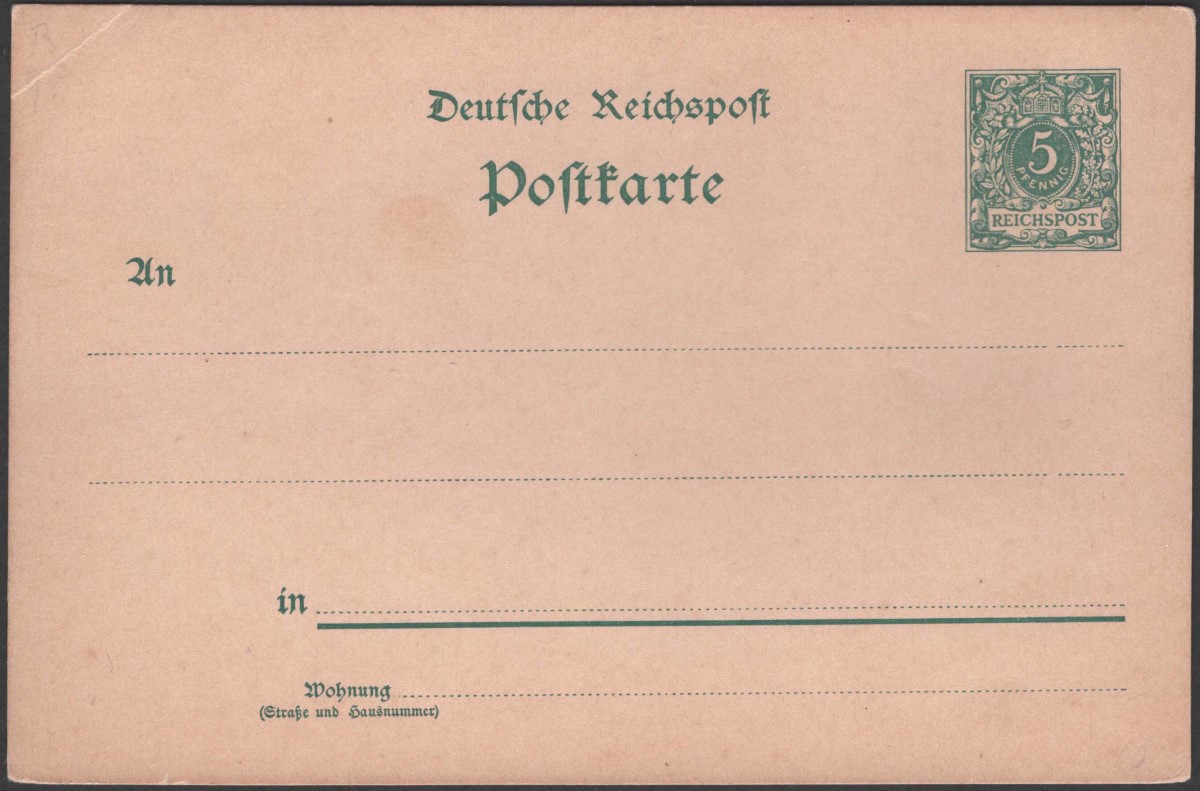 Deutsche Reichspost
Postkarte
5
PFENNIG
REICHSPOST
An
in
Wohnung
(Straße und Hausnummer)